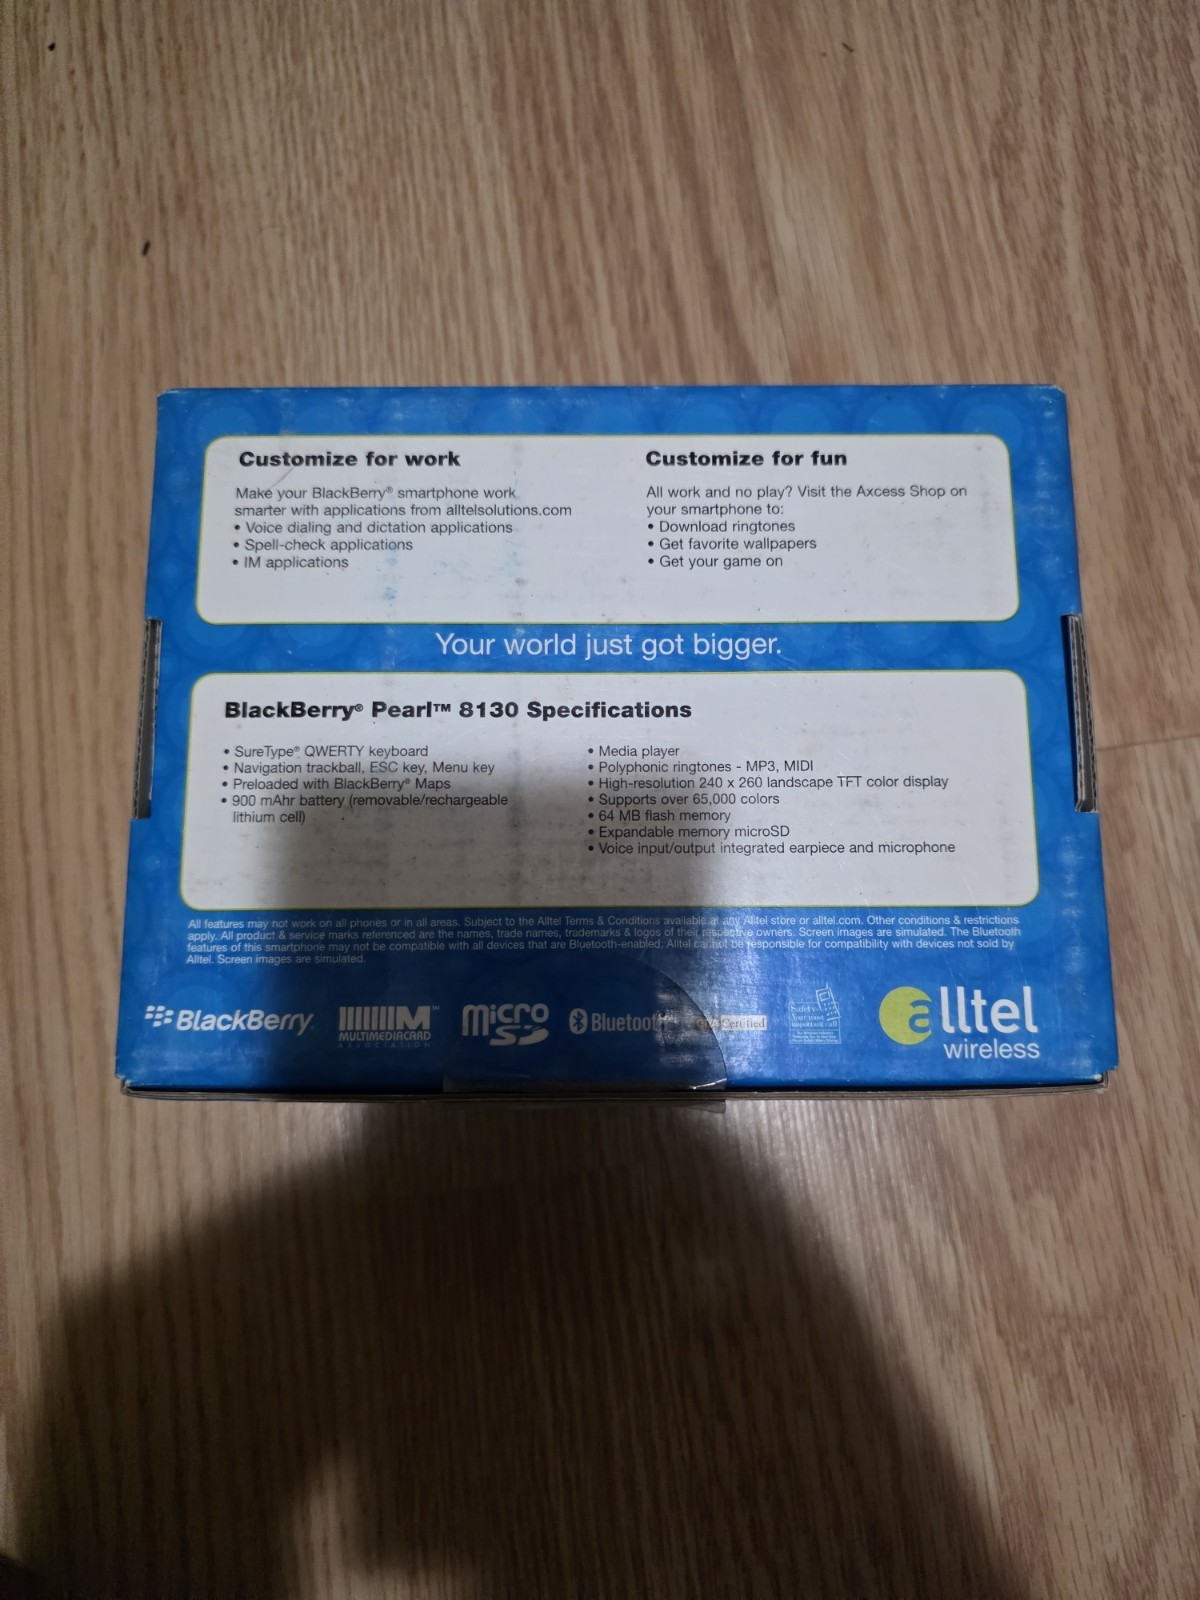 Customize for work
Make your BlackBerry® smartphone work
smarter with applications from alltelsolutions.com
• Voice dialing and dictation applications
• Spell-check applications
• IM applications
Customize for fun
All work and no play? Visit the Axcess Shop on
your smartphone to:
• Download ringtones
• Get favorite wallpapers
• Get your game on
Your world just got bigger.
BlackBerry® Pearl™ 8130 Specifications
• SureType® QWERTY keyboard
• Navigation trackball, ESC key, Menu key
• Preloaded with BlackBerry® Maps
• 900 mAhr battery (removable/rechargeable
lithium cell)
• Media player
• Polyphonic ringtones - MP3, MIDI
• High-resolution 240 x 260 landscape TFT color display
• Supports over 65,000 colors
• 64 MB flash memory
• Expandable memory microSD
• Voice input/output integrated earpiece and microphone
All features may not work on all phones or in all areas. Subject to the Alltel Terms & Conditions available at any Alltel store or alltel.com. Other conditions & restrictions
apply. All product & service marks referenced are the names, trade names, trademarks & logos of their respective owners. Screen images are simulated. The Bluetooth
features of this smartphone may not be compatible with all devices that are Bluetooth-enabled; Alltel cannot be responsible for compatibility with devices not sold by
Alltel. Screen images are simulated.
BlackBerry
M™
MULTIMEDIACARD
ASSOCIATION
micro
SD
Bluetoot
Certified
Safety
Your most
important call
alltel
wireless